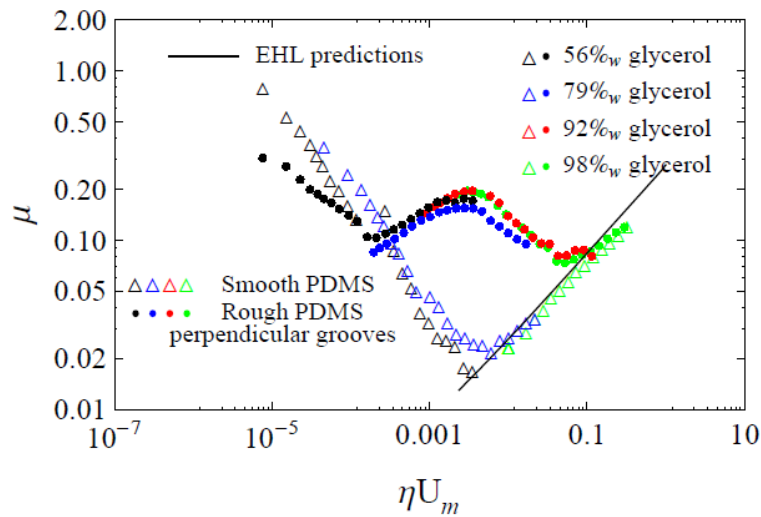 2.00
1.00
0.50
0.20
0.10
0.05
0.02
0.01
μ
EHL predictions
56%w glycerol
79%w glycerol
92%w glycerol
98%w glycerol
Smooth PDMS
Rough PDMS
perpendicular grooves
10⁻⁷ 10⁻⁵ 0.001 0.1 10
ηUₘ